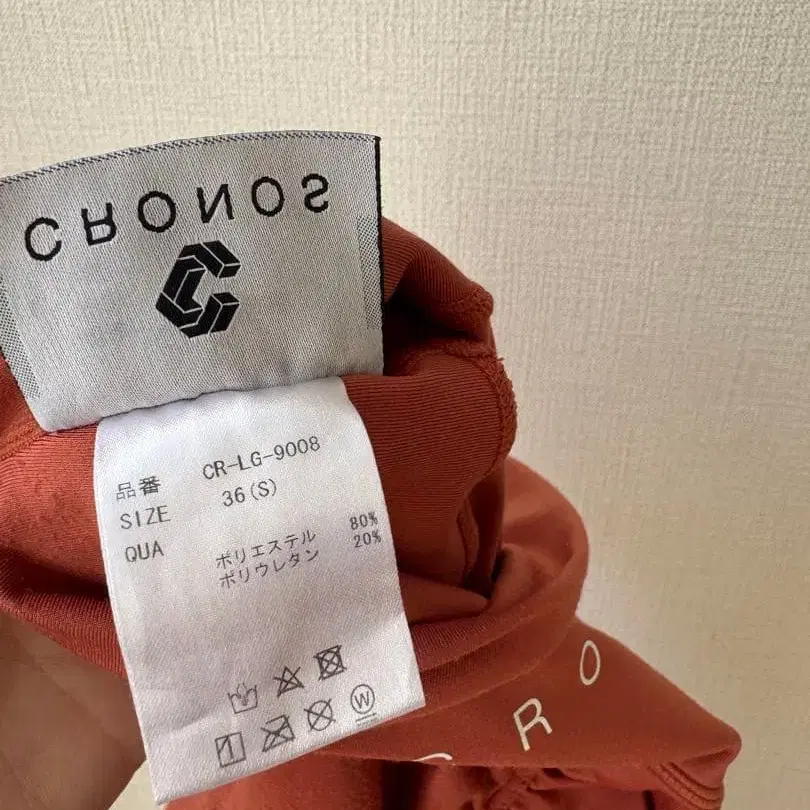 CRONOS
品番 CR-LG-9008
SIZE 36(S)
QUA ポリエステル 80%
ポリウレタン 20%
W
RO